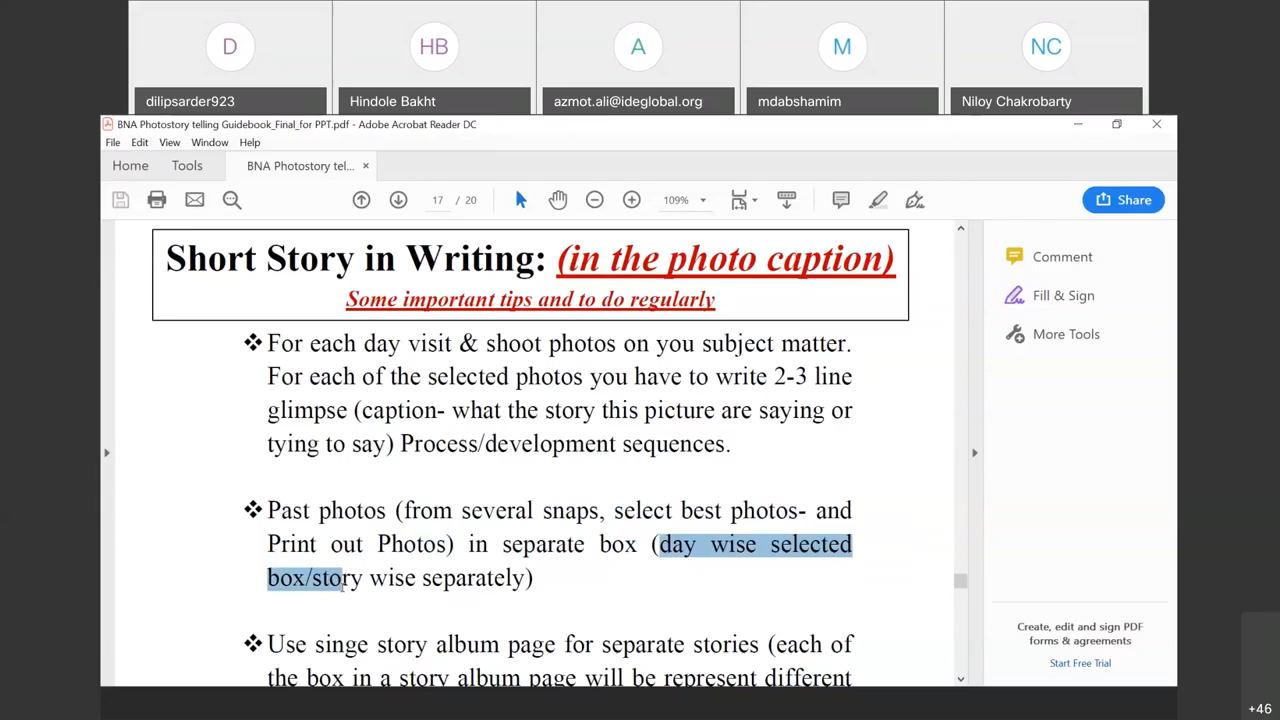 D HB A M NC
dilipsarder923 Hindole Bakht azmot.ali@ideglobal.org mdabshamim Niloy Chakrobarty
BNA Photostory telling Guidebook_Final_for PPT.pdf - Adobe Acrobat Reader DC
File Edit View Window Help
Home Tools BNA Photostory tel... ×
17 / 20 109% Share
Short Story in Writing: (in the photo caption)
Some important tips and to do regularly
❖ For each day visit & shoot photos on you subject matter.
For each of the selected photos you have to write 2-3 line
glimpse (caption- what the story this picture are saying or
tying to say) Process/development sequences.
❖ Past photos (from several snaps, select best photos- and
Print out Photos) in separate box (day wise selected
box/story wise separately)
❖ Use singe story album page for separate stories (each of
the box in a story album page will be represent different
Comment
Fill & Sign
More Tools
Create, edit and sign PDF
forms & agreements
Start Free Trial
+46